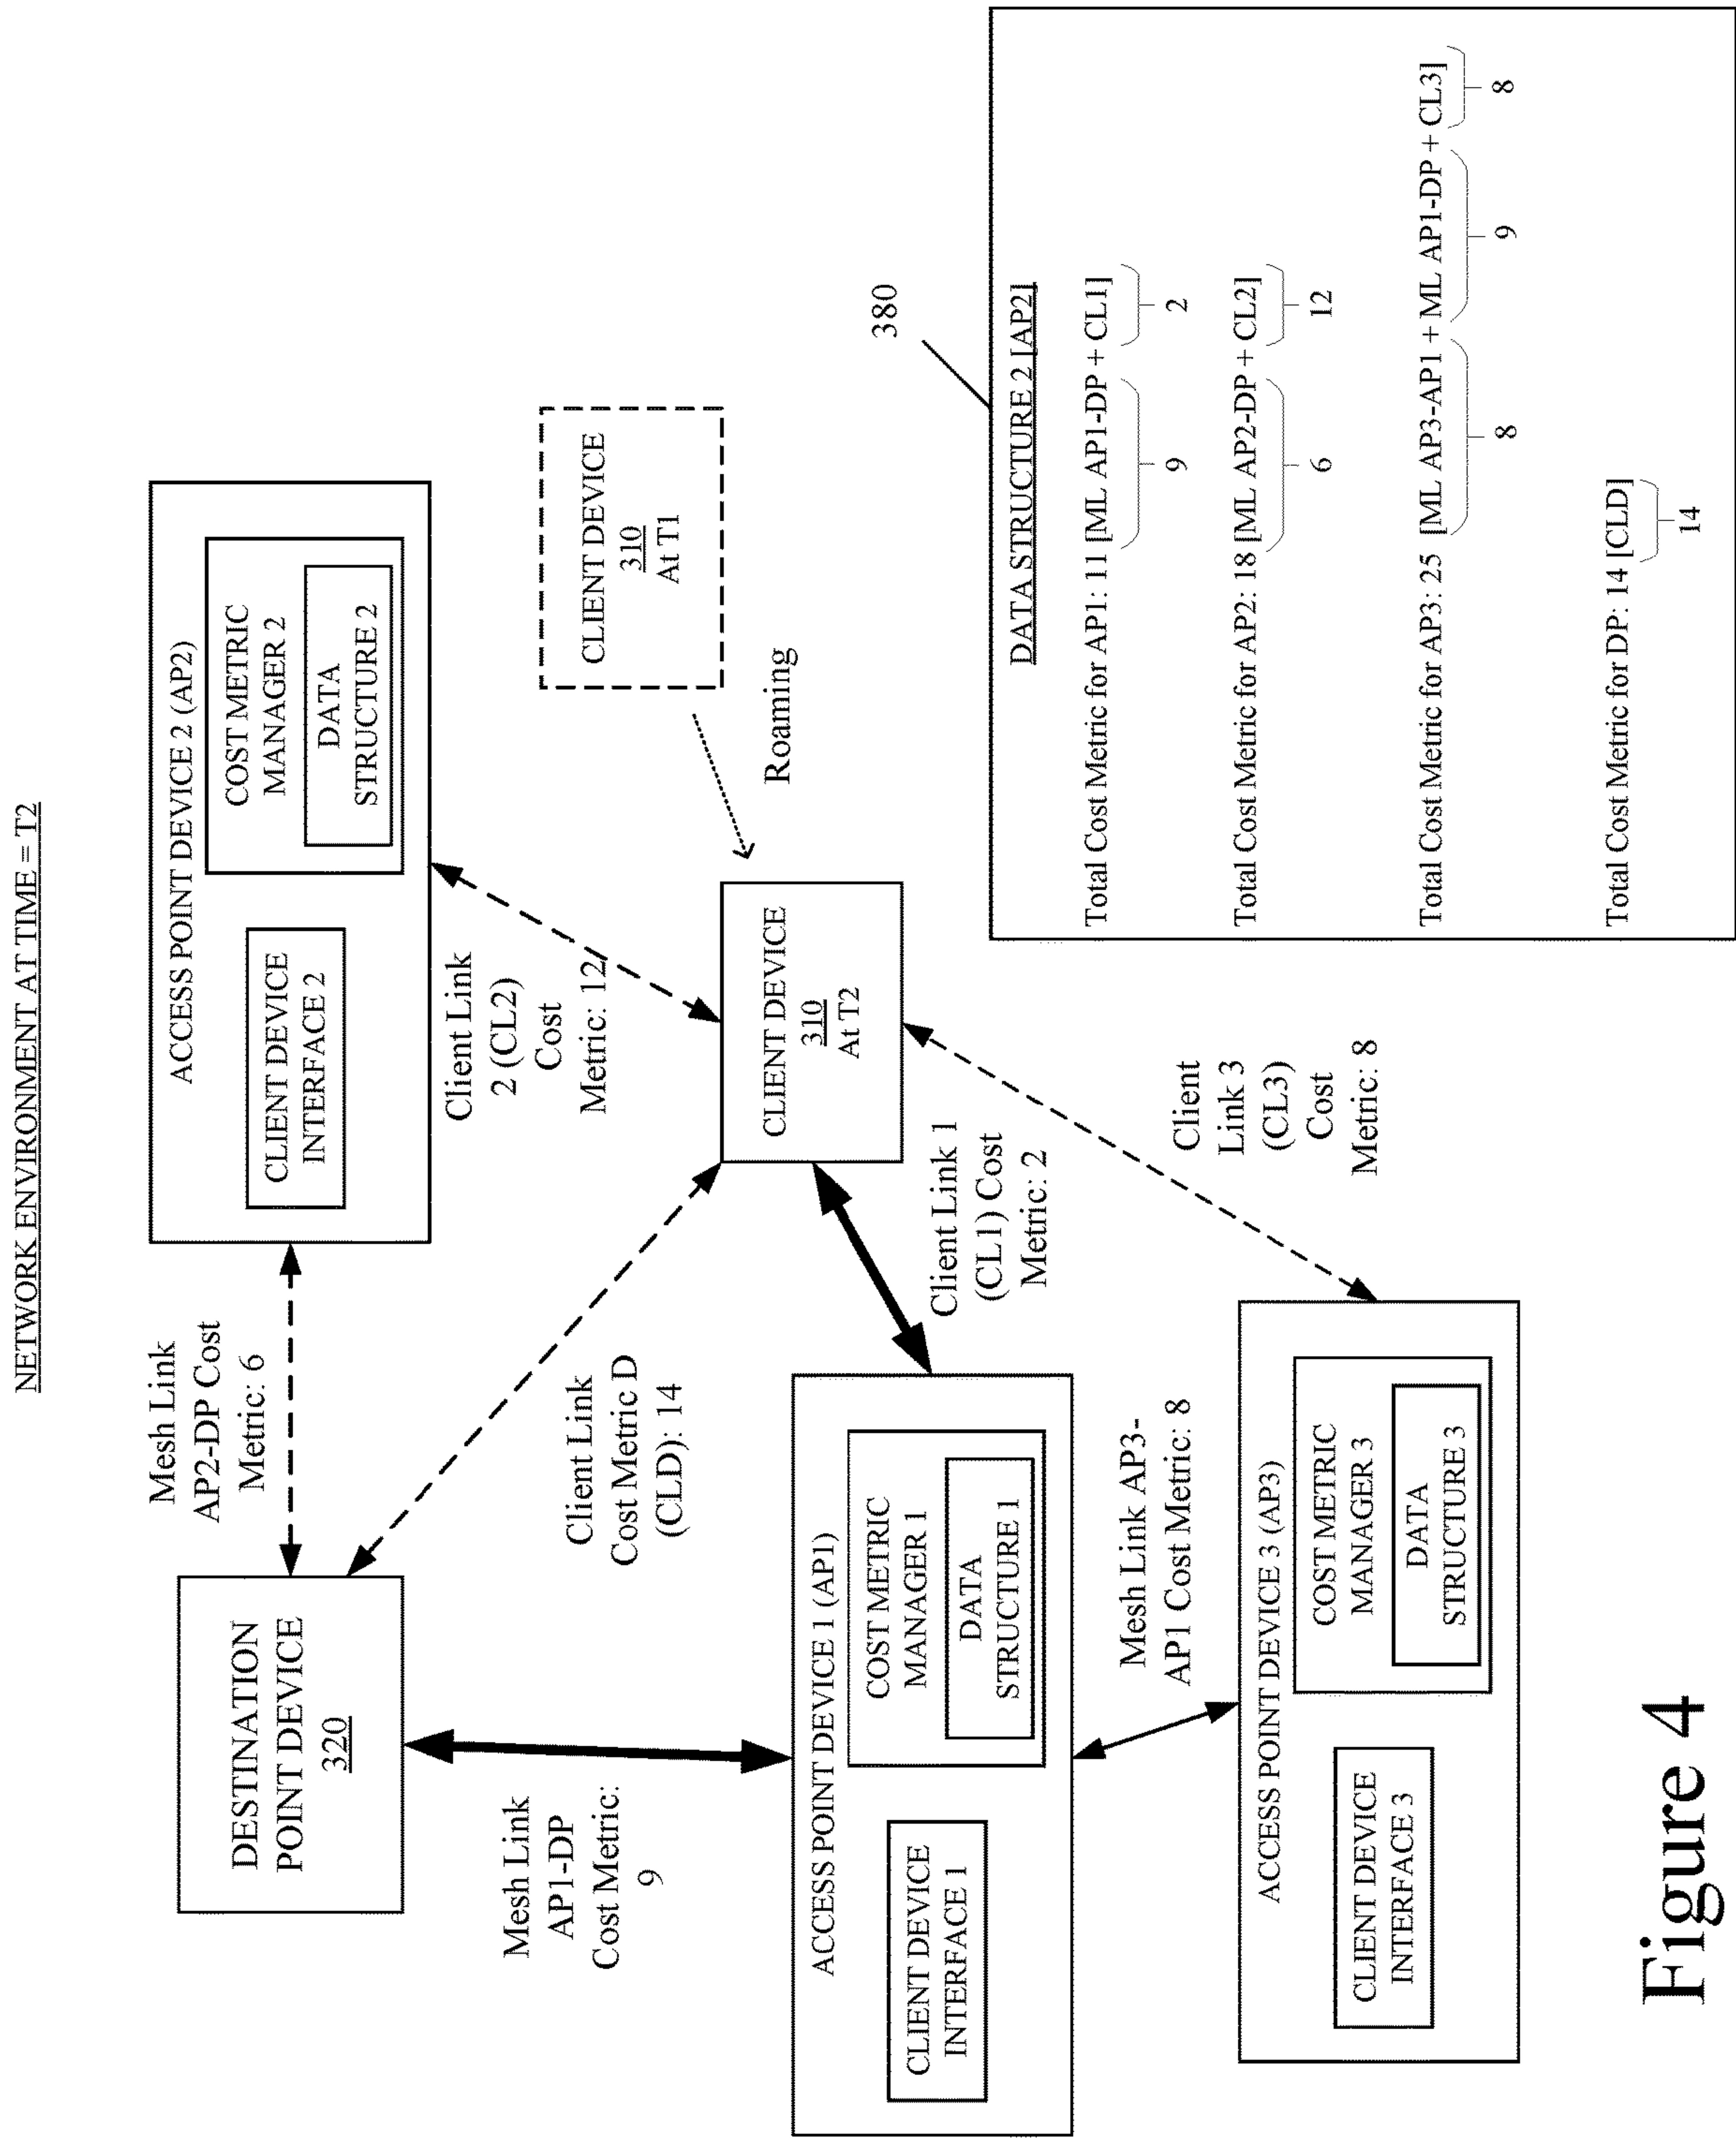 NETWORK ENVIRONMENT AT TIME = T2
DESTINATION
POINT DEVICE
320
Mesh Link
AP2-DP Cost
Metric: 6
ACCESS POINT DEVICE 2 (AP2)
CLIENT DEVICE
INTERFACE 2
COST METRIC
MANAGER 2
DATA
STRUCTURE 2
Mesh Link
AP1-DP
Cost Metric:
9
Client Link
Cost Metric D
(CLD): 14
Client Link
2 (CL2)
Cost
Metric: 12
CLIENT DEVICE
310
At T1
Roaming
CLIENT DEVICE
310
At T2
ACCESS POINT DEVICE 1 (AP1)
CLIENT DEVICE
INTERFACE 1
COST METRIC
MANAGER 1
DATA
STRUCTURE 1
Client Link 1
(CL1) Cost
Metric: 2
Mesh Link AP3-
AP1 Cost Metric: 8
Client
Link 3
(CL3)
Cost
Metric: 8
ACCESS POINT DEVICE 3 (AP3)
CLIENT DEVICE
INTERFACE 3
COST METRIC
MANAGER 3
DATA
STRUCTURE 3
380
DATA STRUCTURE 2 [AP2]
Total Cost Metric for AP1: 11 [ML AP1-DP + CL1]
9 2
Total Cost Metric for AP2: 18 [ML AP2-DP + CL2]
6 12
Total Cost Metric for AP3: 25 [ML AP3-AP1 + ML AP1-DP + CL3]
8 9 8
Total Cost Metric for DP: 14 [CLD]
14
Figure 4